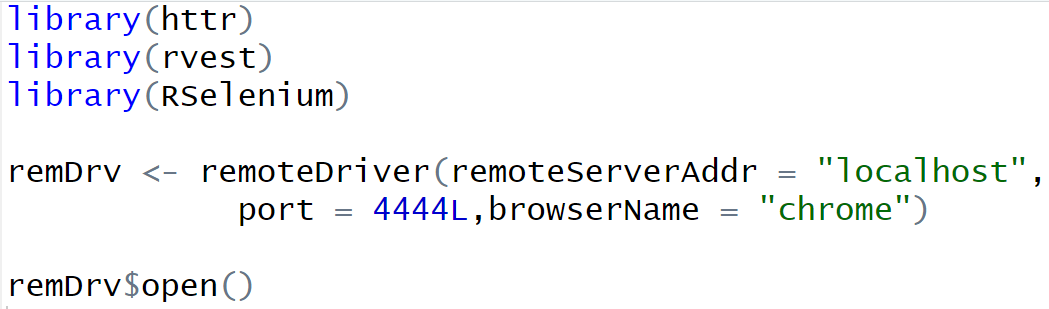 library(httr)
library(rvest)
library(RSelenium)
remDrv <- remoteDriver(remoteServerAddr = "localhost",
port = 4444L,browserName = "chrome")
remDrv$open()